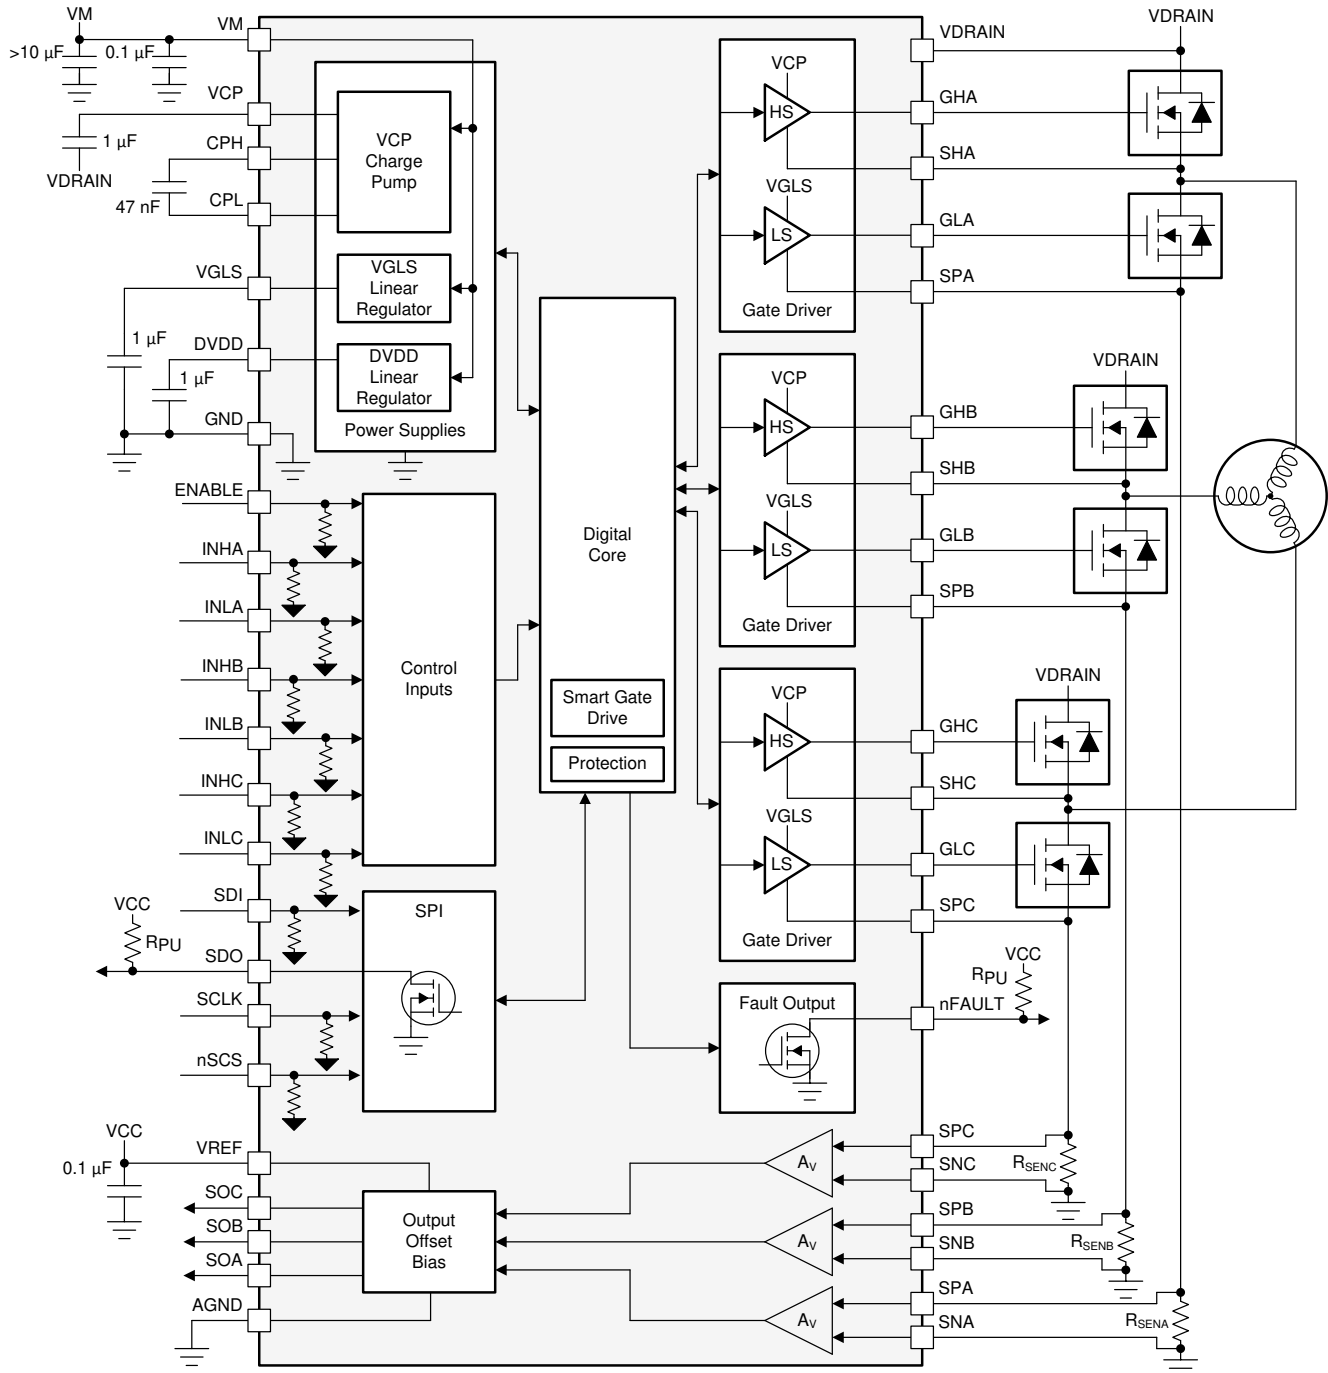 VM
>10 µF
0.1 µF
VM
VCP
1 µF
VDRAIN
CPH
47 nF
CPL
VGLS
1 µF
DVDD
1 µF
GND
VCP
Charge
Pump
VGLS
Linear
Regulator
DVDD
Linear
Regulator
Power Supplies
ENABLE
INHA
INLA
INHB
INLB
INHC
INLC
Control
Inputs
SDI
VCC
RPU
SDO
SCLK
nSCS
SPI
VCC
0.1 µF
VREF
SOC
SOB
SOA
AGND
Output
Offset
Bias
Digital
Core
Smart Gate
Drive
Protection
VCP
HS
VGLS
LS
Gate Driver
VCP
HS
VGLS
LS
Gate Driver
VCP
HS
VGLS
LS
Gate Driver
Fault Output
AV
AV
AV
VDRAIN
GHA
SHA
GLA
SPA
VDRAIN
GHB
SHB
GLB
SPB
VDRAIN
GHC
SHC
GLC
SPC
VDRAIN
VCC
RPU
nFAULT
SPC
SNC
RSENC
SPB
SNB
RSENB
SPA
SNA
RSENA